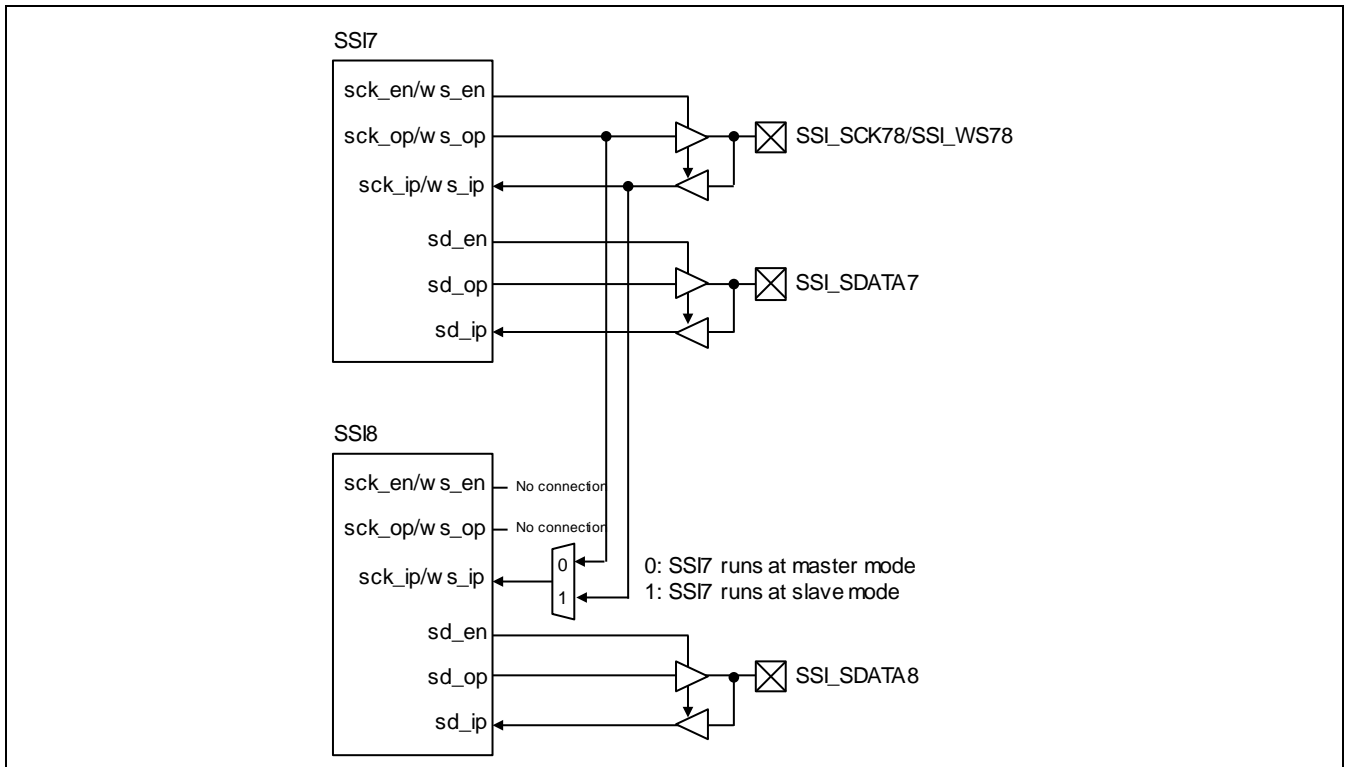 SSI7
sck_en/ws_en
sck_op/ws_op
SSI_SCK78/SSI_WS78
sck_ip/ws_ip
sd_en
sd_op
SSI_SDATA7
sd_ip
SSI8
sck_en/ws_en
No connection
sck_op/ws_op
No connection
0
0: SSI7 runs at master mode
sck_ip/ws_ip
1
1: SSI7 runs at slave mode
sd_en
sd_op
SSI_SDATA8
sd_ip